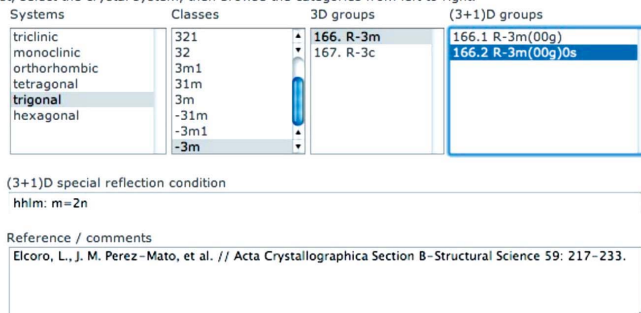 Systems Classes 3D groups (3+1)D groups
triclinic 321 166. R-3m 166.1 R-3m(00g)
monoclinic 32 167. R-3c 166.2 R-3m(00g)0s
orthorhombic 3m1
tetragonal 31m
trigonal 3m
hexagonal -31m
-3m1
-3m
(3+1)D special reflection condition
hhlm: m=2n
Reference / comments
Elcoro, L., J. M. Perez-Mato, et al. // Acta Crystallographica Section B-Structural Science 59: 217-233.